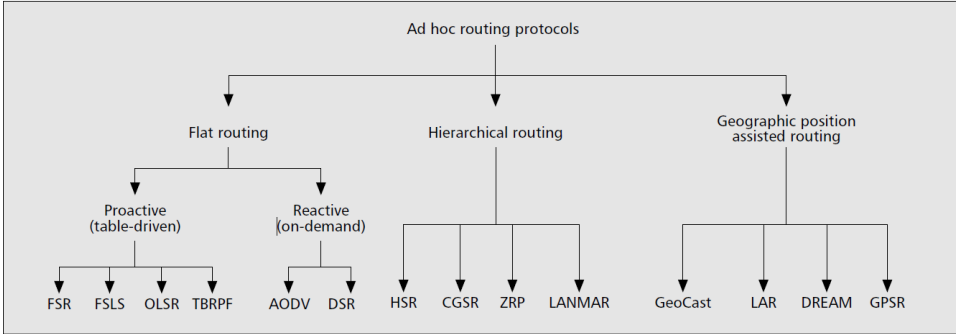 Ad hoc routing protocols
Flat routing
Hierarchical routing
Geographic position
assisted routing
Proactive
(table-driven)
Reactive
(on-demand)
FSR FSLS OLSR TBRPF AODV DSR HSR CGSR ZRP LANMAR GeoCast LAR DREAM GPSR